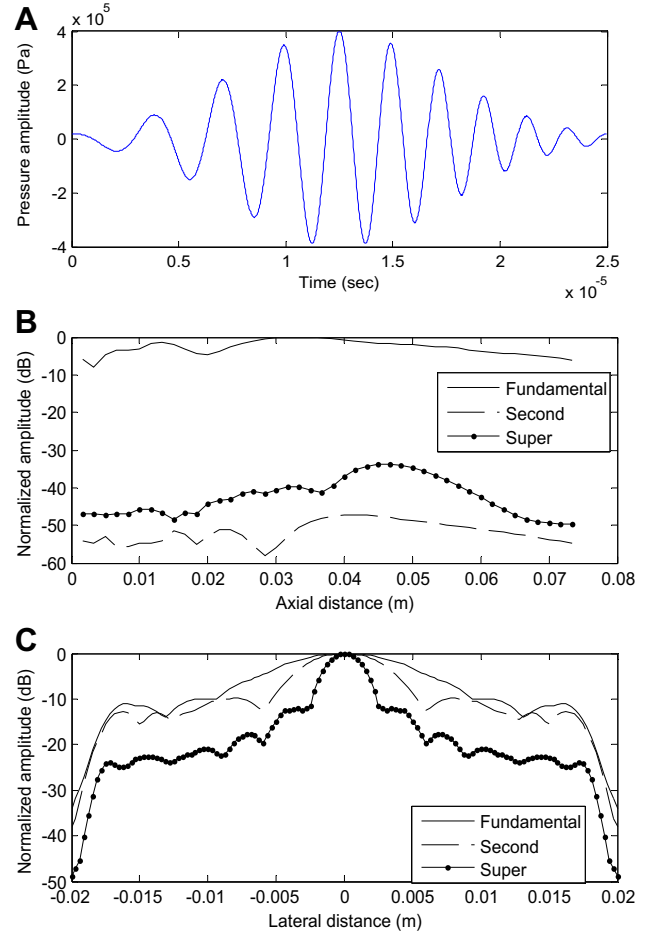 A
x 10^5
4
2
0
-2
-4
Pressure amplitude (Pa)
0 0.5 1 1.5 2 2.5
Time (sec)
x 10^-5
B
0
-10
-20
-30
-40
-50
-60
Normalized amplitude (dB)
Fundamental
Second
Super
0 0.01 0.02 0.03 0.04 0.05 0.06 0.07 0.08
Axial distance (m)
C
0
-10
-20
-30
-40
-50
Normalized amplitude (dB)
Fundamental
Second
Super
-0.02 -0.015 -0.01 -0.005 0 0.005 0.01 0.015 0.02
Lateral distance (m)